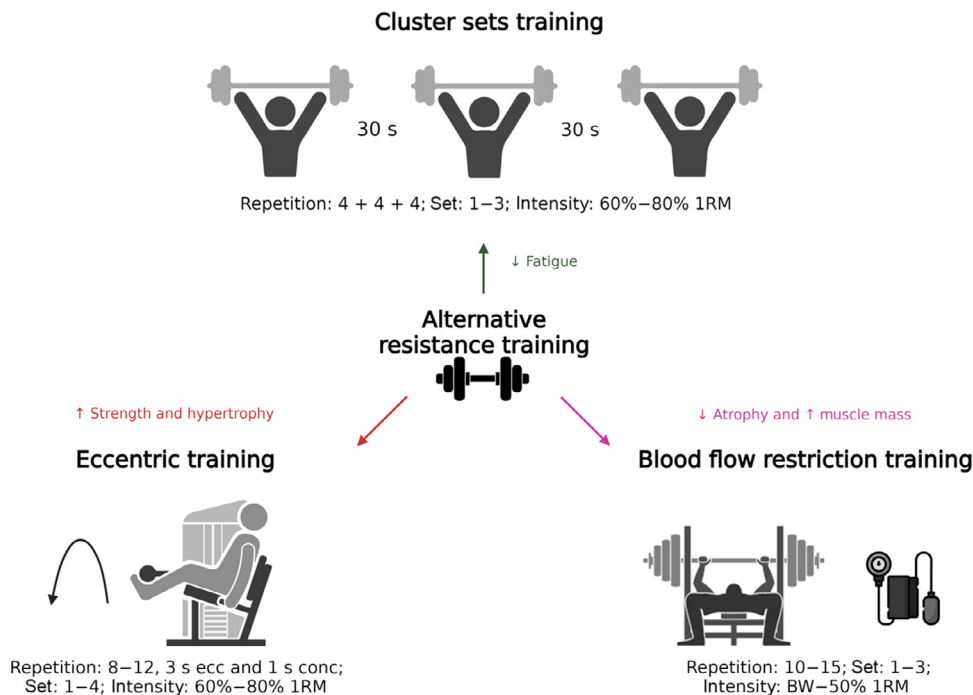 Cluster sets training
30 s
30 s
Repetition: 4 + 4 + 4; Set: 1−3; Intensity: 60%−80% 1RM
↓ Fatigue
Alternative
resistance training
↑ Strength and hypertrophy
Eccentric training
Repetition: 8−12, 3 s ecc and 1 s conc;
Set: 1−4; Intensity: 60%−80% 1RM
↓ Atrophy and ↑ muscle mass
Blood flow restriction training
Repetition: 10−15; Set: 1−3;
Intensity: BW−50% 1RM